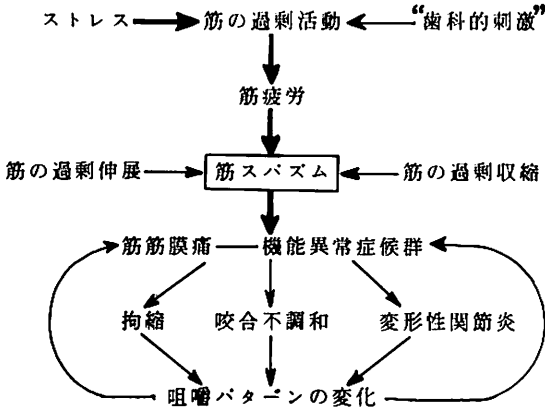 ストレス 筋の過剰活動 “歯科的刺激”
筋疲労
筋の過剰伸展 筋スパズム 筋の過剰収縮
筋筋膜痛 機能異常症候群
拘縮 咬合不調和 変形性関節炎
咀嚼パターンの変化